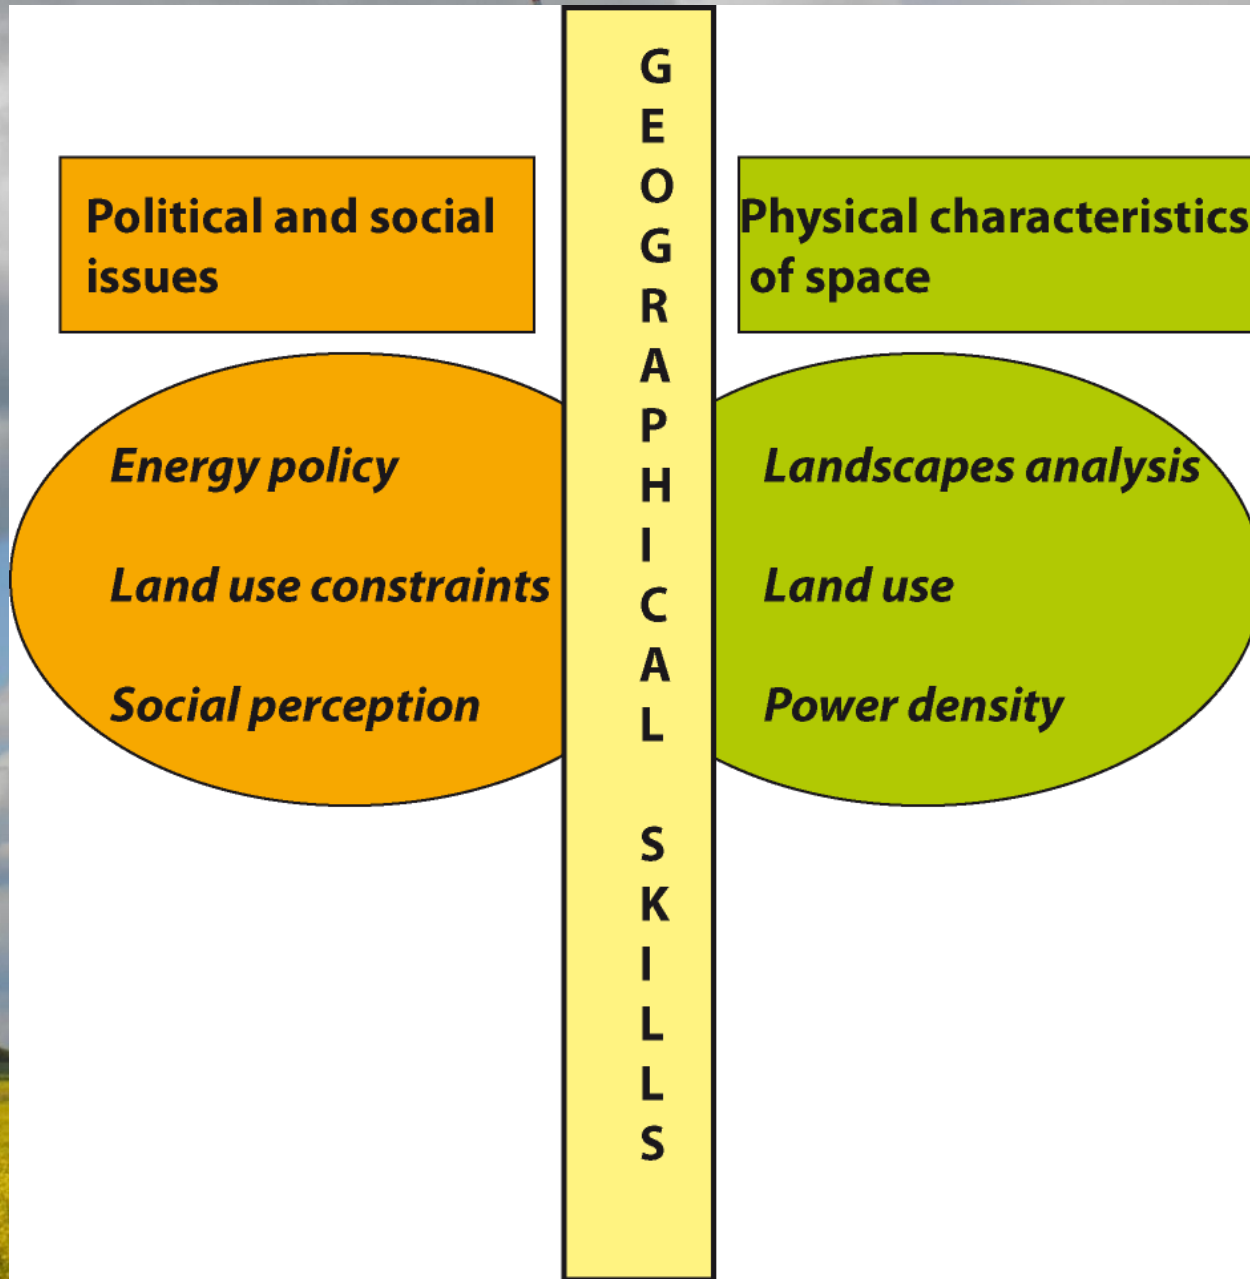 GEOGRAPHICAL SKILLS
Political and social
issues
Energy policy
Land use constraints
Social perception
Physical characteristics
of space
Landscapes analysis
Land use
Power density